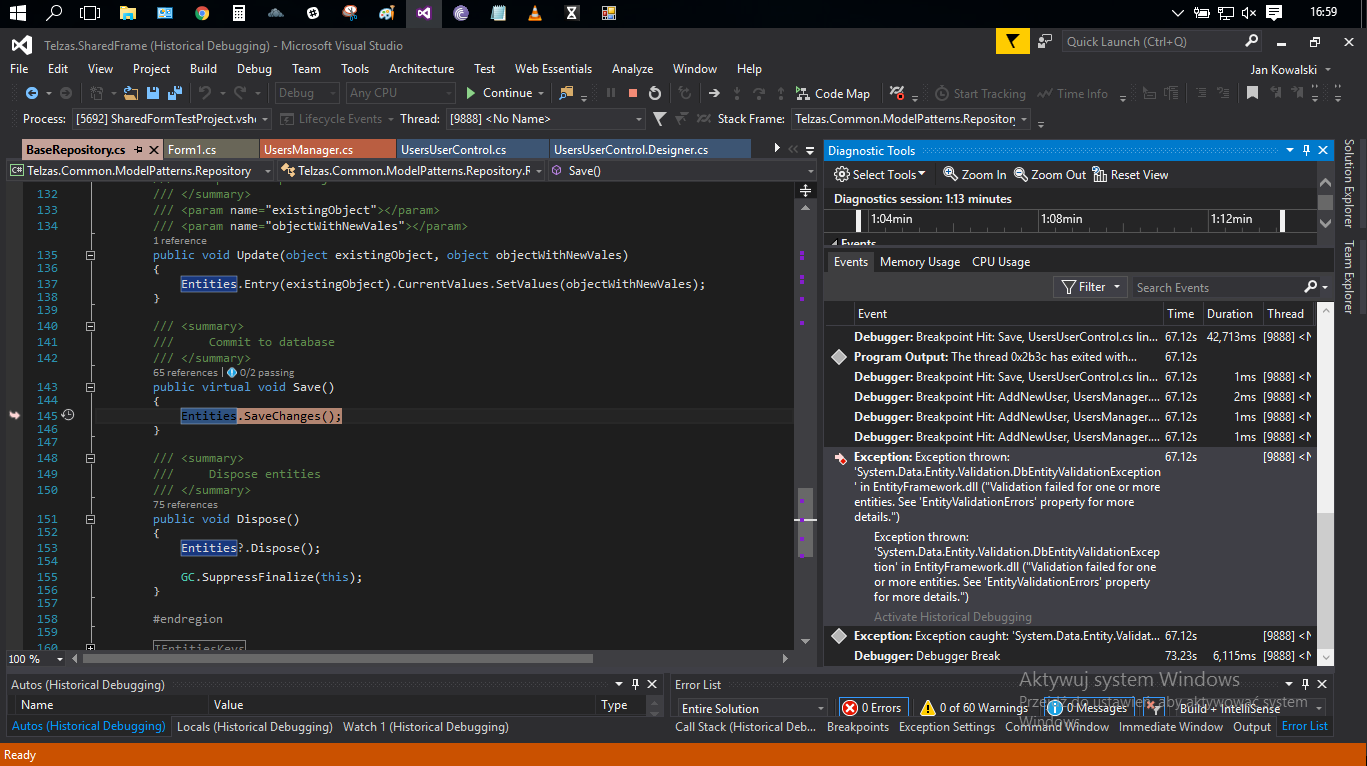 16:59
Telzas.SharedFrame (Historical Debugging) - Microsoft Visual Studio
Quick Launch (Ctrl+Q)
File Edit View Project Build Debug Team Tools Architecture Test Web Essentials Analyze Window Help
Jan Kowalski
Debug Any CPU Continue Code Map Start Tracking Time Info
Process: [5692] SharedFormTestProject.vsh Lifecycle Events Thread: [9888] <No Name> Stack Frame: Telzas.Common.ModelPatterns.Repository
BaseRepository.cs Form1.cs UsersManager.cs UsersUserControl.cs UsersUserControl.Designer.cs
Telzas.Common.ModelPatterns.Repository Telzas.Common.ModelPatterns.Repository.R Save()
132 /// </summary>
133 /// <param name="existingObject"></param>
134 /// <param name="objectWithNewVales"></param>
1 reference
135 public void Update(object existingObject, object objectWithNewVales)
136 {
137 Entities.Entry(existingObject).CurrentValues.SetValues(objectWithNewVales);
138 }
139
140 /// <summary>
141 /// Commit to database
142 /// </summary>
65 references | 0/2 passing
143 public virtual void Save()
144 {
145 Entities.SaveChanges();
146 }
147
148 /// <summary>
149 /// Dispose entities
150 /// </summary>
75 references
151 public void Dispose()
152 {
153 Entities?.Dispose();
154
155 GC.SuppressFinalize(this);
156 }
157
158 #endregion
159
160 IEntitiesKeys
100 %
Diagnostic Tools
Select Tools Zoom In Zoom Out Reset View
Diagnostics session: 1:13 minutes
1:04min 1:08min 1:12min
Events
Events Memory Usage CPU Usage
Filter Search Events
Event Time Duration Thread
Debugger: Breakpoint Hit: Save, UsersUserControl.cs lin... 67.12s 42,713ms [9888] <N
Program Output: The thread 0x2b3c has exited with... 67.12s
Debugger: Breakpoint Hit: Save, UsersUserControl.cs lin... 67.12s 1ms [9888] <N
Debugger: Breakpoint Hit: AddNewUser, UsersManager.... 67.12s 2ms [9888] <N
Debugger: Breakpoint Hit: AddNewUser, UsersManager.... 67.12s 1ms [9888] <N
Debugger: Breakpoint Hit: AddNewUser, UsersManager.... 67.12s 1ms [9888] <N
Exception: Exception thrown: 67.12s [9888] <N
'System.Data.Entity.Validation.DbEntityValidationException
' in EntityFramework.dll ("Validation failed for one or more
entities. See 'EntityValidationErrors' property for more
details.")
Exception thrown:
'System.Data.Entity.Validation.DbEntityValidationExcep
tion' in EntityFramework.dll ("Validation failed for one
or more entities. See 'EntityValidationErrors' property
for more details.")
Activate Historical Debugging
Exception: Exception caught: 'System.Data.Entity.Validat... 67.12s [9888] <N
Debugger: Debugger Break 73.23s 6,115ms [9888] <N
Solution Explorer
Team Explorer
Autos (Historical Debugging)
Name Value Type
Autos (Historical Debugging) Locals (Historical Debugging) Watch 1 (Historical Debugging)
Error List
Entire Solution 0 Errors 0 of 60 Warnings 0 Messages Build + IntelliSense
Call Stack (Historical Deb... Breakpoints Exception Settings Command Window Immediate Window Output Error List
Aktywuj system Windows
Przejdź do ustawień, aby aktywować system
Windows.
Ready